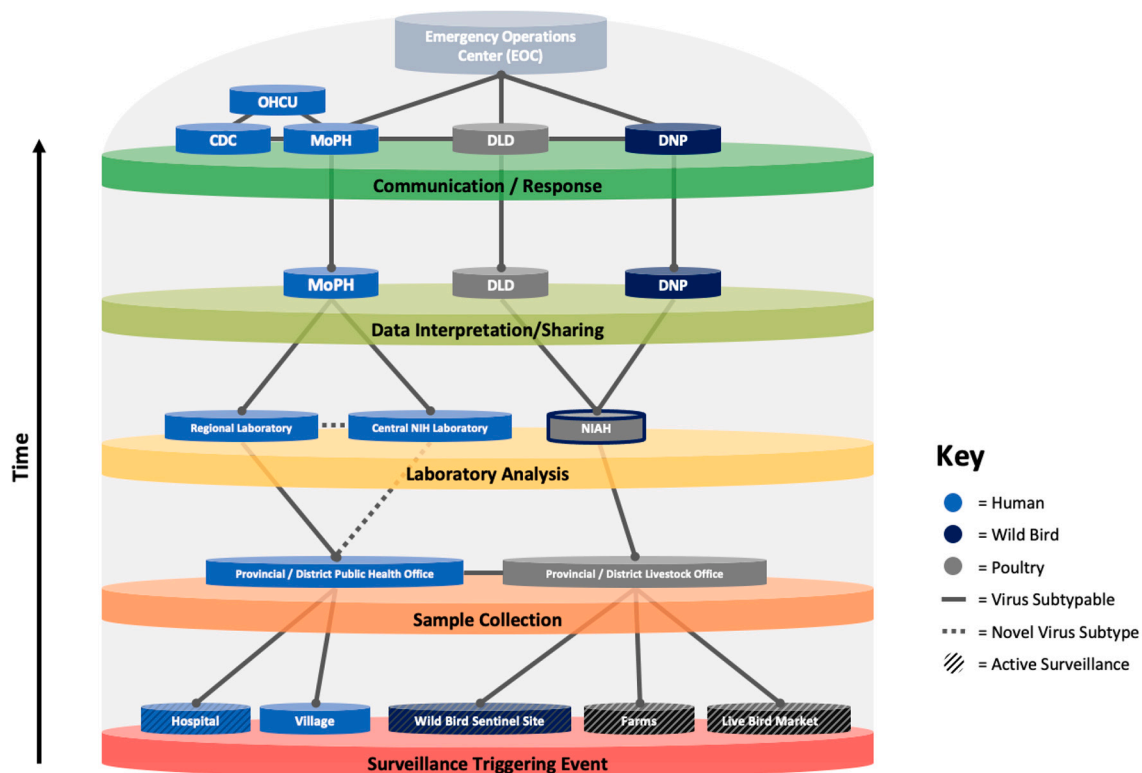 Emergency Operations
Center (EOC)
OHCU
CDC
MoPH
DLD
DNP
Communication / Response
MoPH
DLD
DNP
Data Interpretation/Sharing
Regional Laboratory
Central NIH Laboratory
NIAH
Laboratory Analysis
Provincial / District Public Health Office
Provincial / District Livestock Office
Sample Collection
Hospital
Village
Wild Bird Sentinel Site
Farms
Live Bird Market
Surveillance Triggering Event
Time
Key
= Human
= Wild Bird
= Poultry
= Virus Subtypable
= Novel Virus Subtype
= Active Surveillance